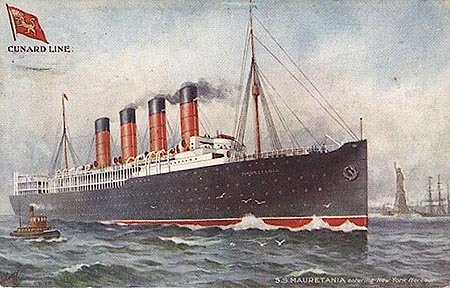 CUNARD LINE.
MAURETANIA
S.S. MAURETANIA entering New York Harbour